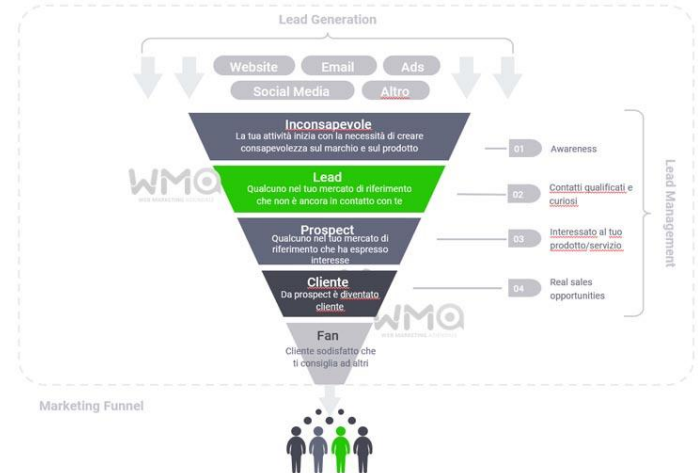 Lead Generation
Website
Email
Ads
Social Media
Altro
Inconsapevole
La tua attività inizia con la necessità di creare
consapevolezza sul marchio e sul prodotto
01
Awareness
Lead
Qualcuno nel tuo mercato di riferimento
che non è ancora in contatto con te
02
Contatti qualificati e
curiosi
Prospect
Qualcuno nel tuo mercato di
riferimento che ha espresso
interesse
03
Interessato al tuo
prodotto/servizio
Cliente
Da prospect è diventato
cliente
04
Real sales
opportunities
Fan
Cliente sodisfatto che
ti consiglia ad altri
Lead Management
Marketing Funnel
WMA
WMA